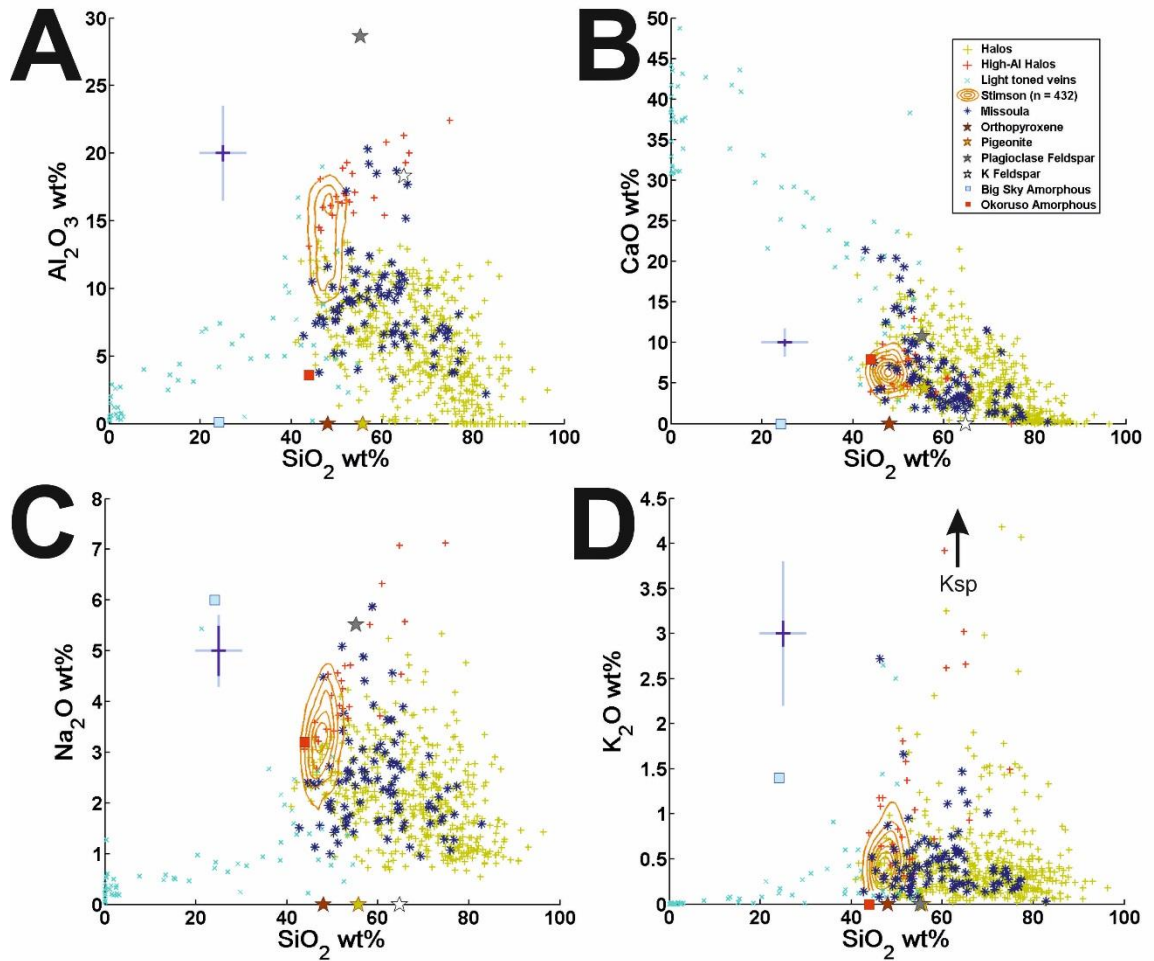 A
30
25
20
15
10
5
0
Al2O3 wt%
0 20 40 60 80 100
SiO2 wt%
B
50
45
40
35
30
25
20
15
10
5
0
CaO wt%
0 20 40 60 80 100
SiO2 wt%
Halos
High-Al Halos
Light toned veins
Stimson (n = 432)
Missoula
Orthopyroxene
Pigeonite
Plagioclase Feldspar
K Feldspar
Big Sky Amorphous
Okoruso Amorphous
C
8
7
6
5
4
3
2
1
0
Na2O wt%
0 20 40 60 80 100
SiO2 wt%
D
4.5
4
3.5
3
2.5
2
1.5
1
0.5
0
K2O wt%
Ksp
0 20 40 60 80 100
SiO2 wt%